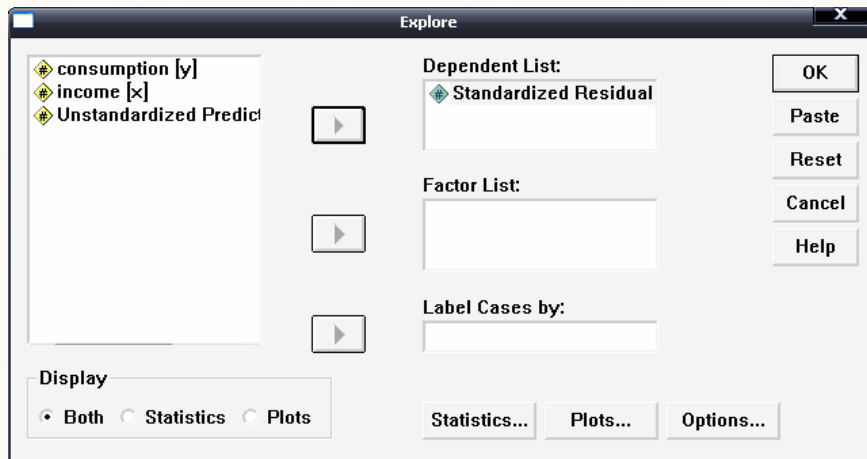 Explore
X
consumption [y]
income [x]
Unstandardized Predict
Dependent List:
Standardized Residual
Factor List:
Label Cases by:
OK
Paste
Reset
Cancel
Help
Display
Both Statistics Plots
Statistics... Plots... Options...